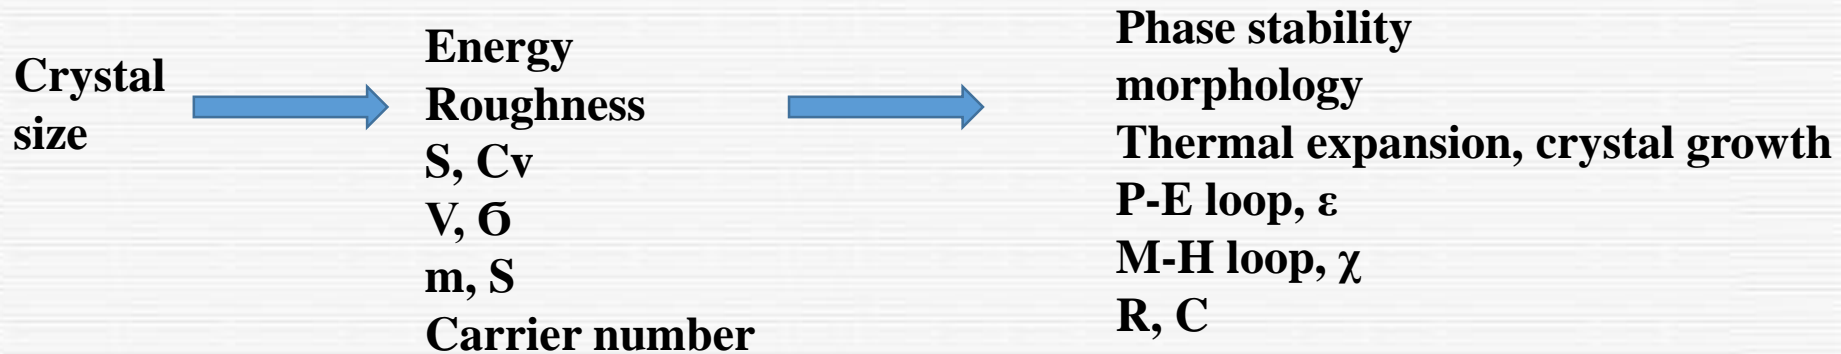 Crystal
size
Energy
Roughness
S, Cv
V, б
m, S
Carrier number
Phase stability
morphology
Thermal expansion, crystal growth
P-E loop, ε
M-H loop, χ
R, C